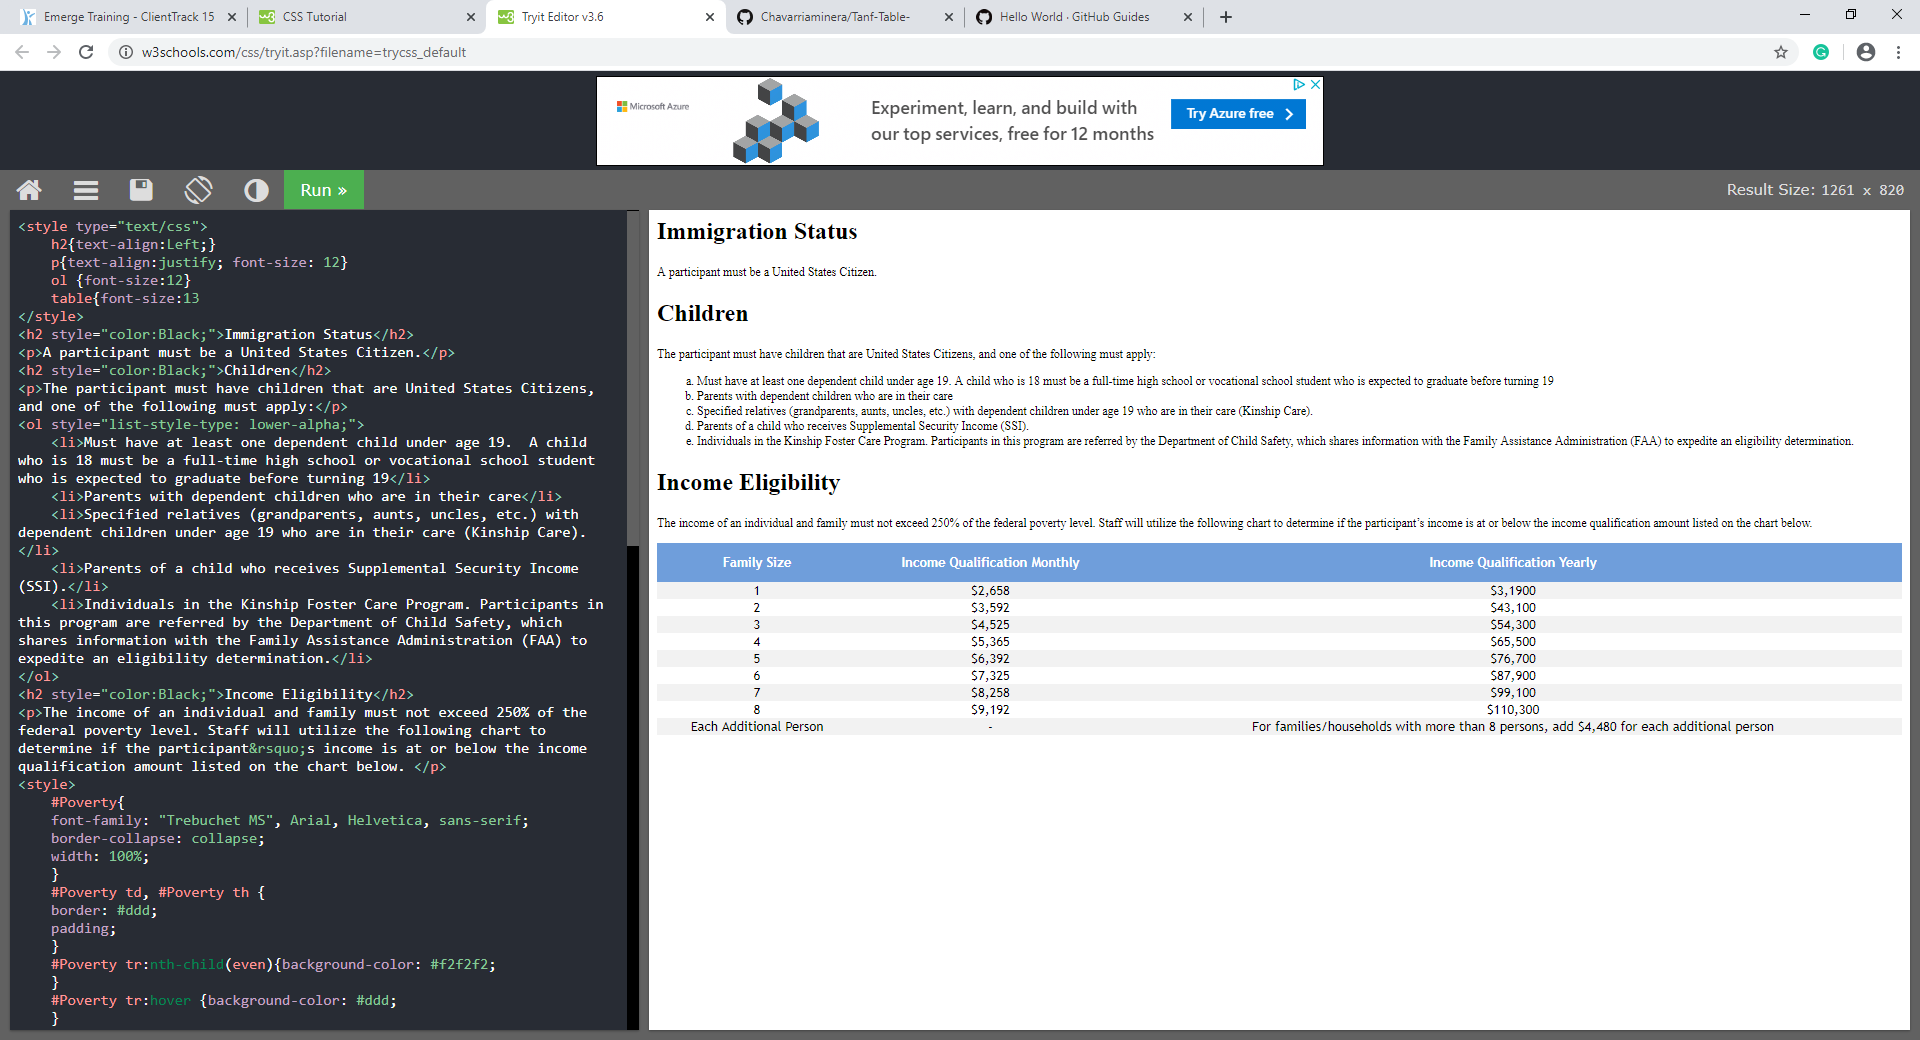 Emerge Training - ClientTrack 15
CSS Tutorial
Tryit Editor v3.6
Chavarriaminera/Tanf-Table-
Hello World · GitHub Guides
w3schools.com/css/tryit.asp?filename=trycss_default
Microsoft Azure
Experiment, learn, and build with
our top services, free for 12 months
Try Azure free
Run »
Result Size: 1261 x 820
<style type="text/css">
    h2{text-align:Left;}
    p{text-align:justify; font-size: 12}
    ol {font-size:12}
    table{font-size:13
</style>
<h2 style="color:Black;">Immigration Status</h2>
<p>A participant must be a United States Citizen.</p>
<h2 style="color:Black;">Children</h2>
<p>The participant must have children that are United States Citizens,
and one of the following must apply:</p>
<ol style="list-style-type: lower-alpha;">
    <li>Must have at least one dependent child under age 19.  A child
who is 18 must be a full-time high school or vocational school student
who is expected to graduate before turning 19</li>
    <li>Parents with dependent children who are in their care</li>
    <li>Specified relatives (grandparents, aunts, uncles, etc.) with
dependent children under age 19 who are in their care (Kinship Care).
</li>
    <li>Parents of a child who receives Supplemental Security Income
(SSI).</li>
    <li>Individuals in the Kinship Foster Care Program. Participants in
this program are referred by the Department of Child Safety, which
shares information with the Family Assistance Administration (FAA) to
expedite an eligibility determination.</li>
</ol>
<h2 style="color:Black;">Income Eligibility</h2>
<p>The income of an individual and family must not exceed 250% of the
federal poverty level. Staff will utilize the following chart to
determine if the participant&rsquo;s income is at or below the income
qualification amount listed on the chart below. </p>
<style>
    #Poverty{
    font-family: "Trebuchet MS", Arial, Helvetica, sans-serif;
    border-collapse: collapse;
    width: 100%;
    }
    #Poverty td, #Poverty th {
    border: #ddd;
    padding;
    }
    #Poverty tr:nth-child(even){background-color: #f2f2f2;
    }
    #Poverty tr:hover {background-color: #ddd;
    }
Immigration Status
A participant must be a United States Citizen.
Children
The participant must have children that are United States Citizens, and one of the following must apply:
a. Must have at least one dependent child under age 19. A child who is 18 must be a full-time high school or vocational school student who is expected to graduate before turning 19
b. Parents with dependent children who are in their care
c. Specified relatives (grandparents, aunts, uncles, etc.) with dependent children under age 19 who are in their care (Kinship Care).
d. Parents of a child who receives Supplemental Security Income (SSI).
e. Individuals in the Kinship Foster Care Program. Participants in this program are referred by the Department of Child Safety, which shares information with the Family Assistance Administration (FAA) to expedite an eligibility determination.
Income Eligibility
The income of an individual and family must not exceed 250% of the federal poverty level. Staff will utilize the following chart to determine if the participant’s income is at or below the income qualification amount listed on the chart below.
Family Size Income Qualification Monthly Income Qualification Yearly
1 $2,658 $3,1900
2 $3,592 $43,100
3 $4,525 $54,300
4 $5,365 $65,500
5 $6,392 $76,700
6 $7,325 $87,900
7 $8,258 $99,100
8 $9,192 $110,300
Each Additional Person - For families/households with more than 8 persons, add $4,480 for each additional person